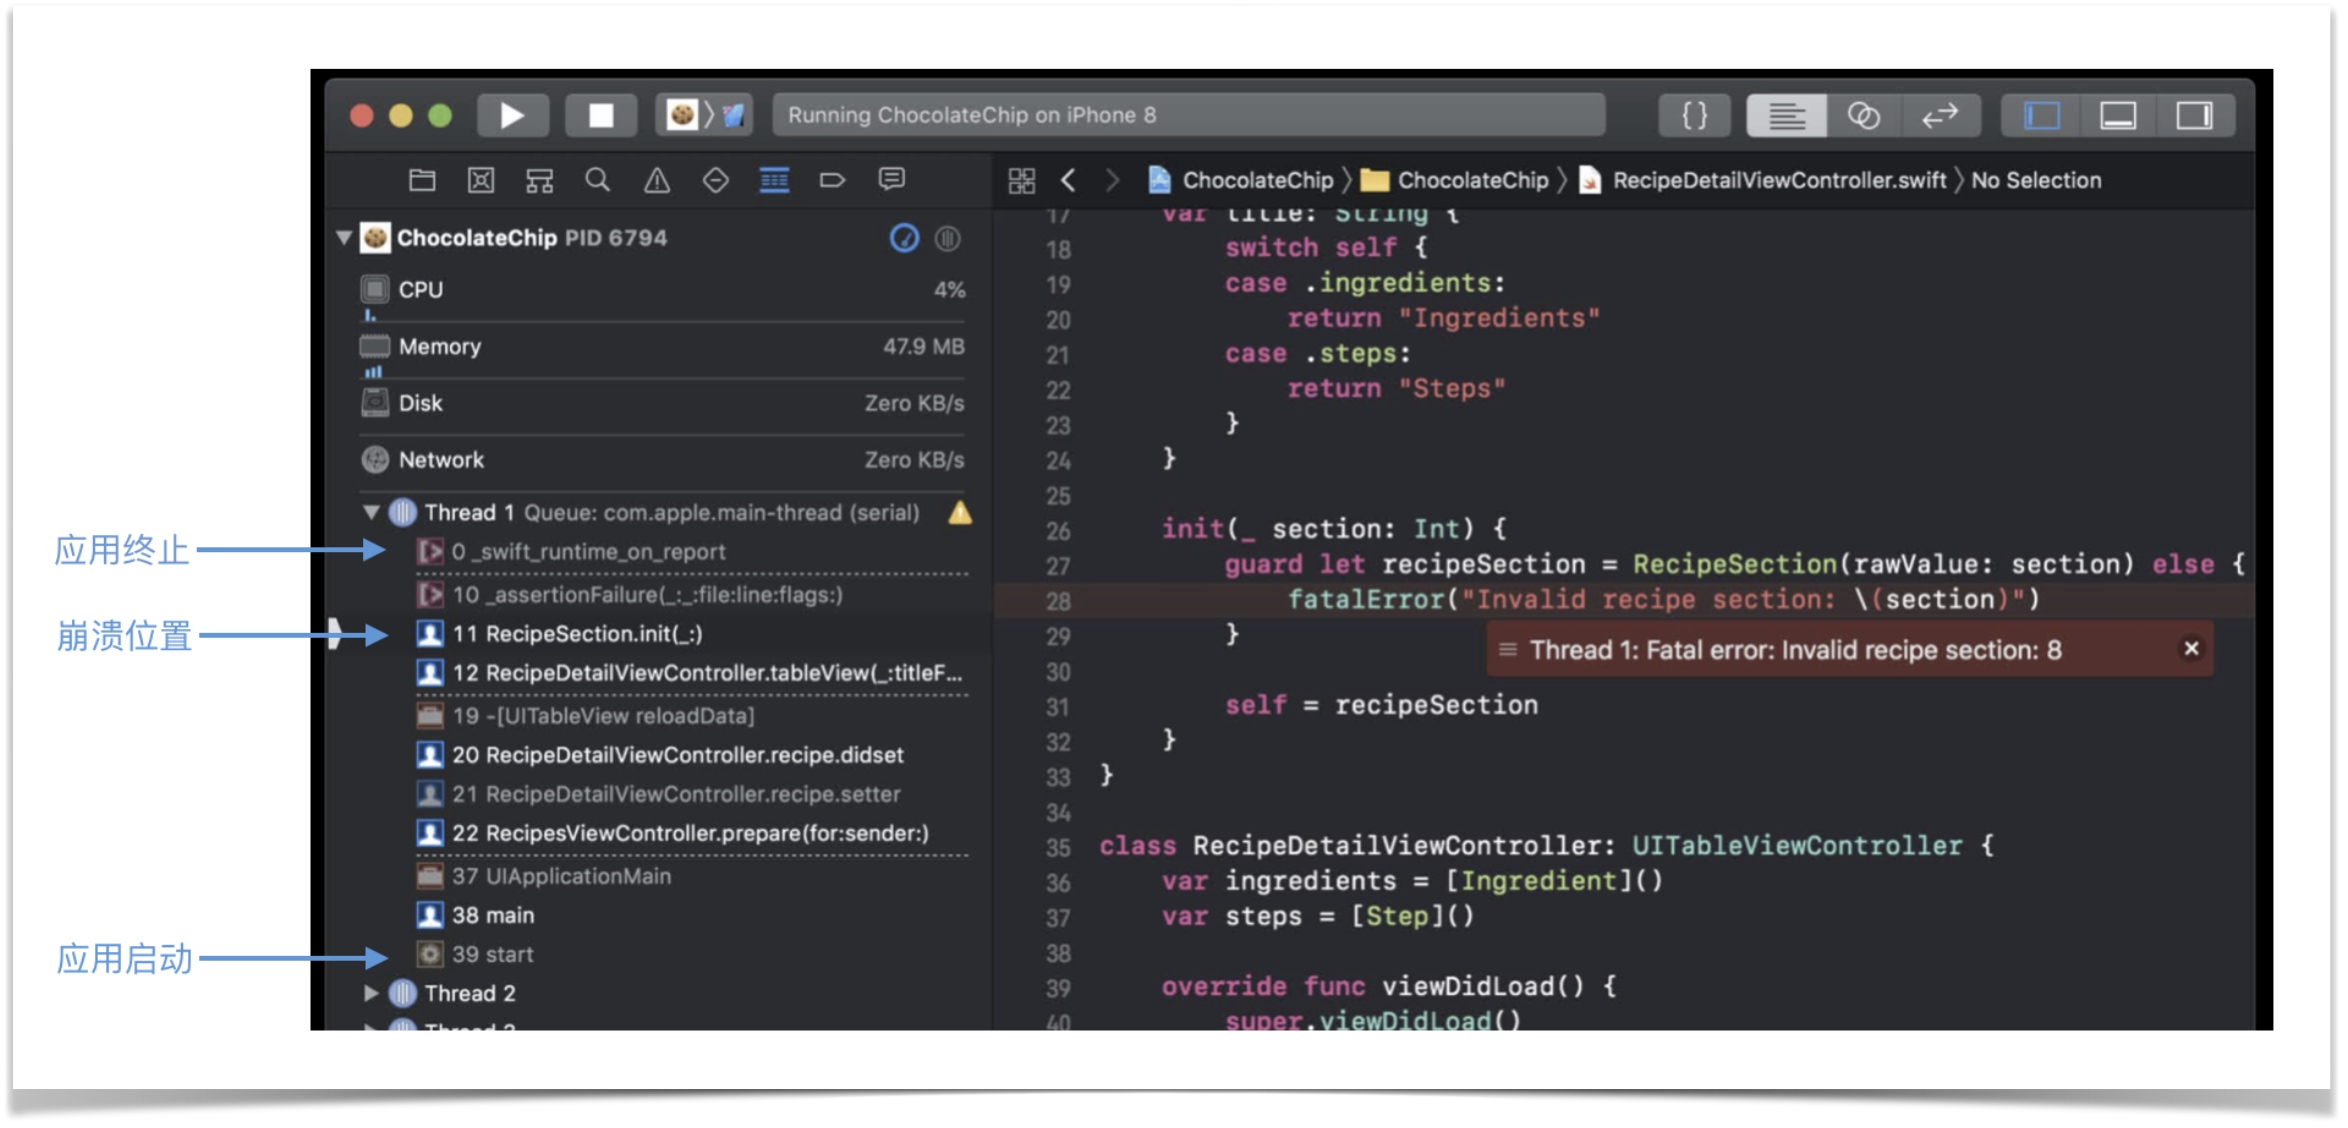 Running ChocolateChip on iPhone 8
{}
ChocolateChip PID 6794
CPU 4%
Memory 47.9 MB
Disk Zero KB/s
Network Zero KB/s
Thread 1 Queue: com.apple.main-thread (serial)
应用终止
0 _swift_runtime_on_report
10 _assertionFailure(_:_:file:line:flags:)
崩溃位置
11 RecipeSection.init(_:)
12 RecipeDetailViewController.tableView(_:titleF...
19 -[UITableView reloadData]
20 RecipeDetailViewController.recipe.didset
21 RecipeDetailViewController.recipe.setter
22 RecipesViewController.prepare(for:sender:)
37 UIApplicationMain
38 main
应用启动
39 start
Thread 2
Thread 3
ChocolateChip 〉 ChocolateChip 〉 RecipeDetailViewController.swift 〉 No Selection
17 var title: String {
18 switch self {
19 case .ingredients:
20 return "Ingredients"
21 case .steps:
22 return "Steps"
23 }
24 }
25
26 init(_ section: Int) {
27 guard let recipeSection = RecipeSection(rawValue: section) else {
28 fatalError("Invalid recipe section: \(section)")
29 }
Thread 1: Fatal error: Invalid recipe section: 8
30
31 self = recipeSection
32 }
33 }
34
35 class RecipeDetailViewController: UITableViewController {
36 var ingredients = [Ingredient]()
37 var steps = [Step]()
38
39 override func viewDidLoad() {
40 super.viewDidLoad()